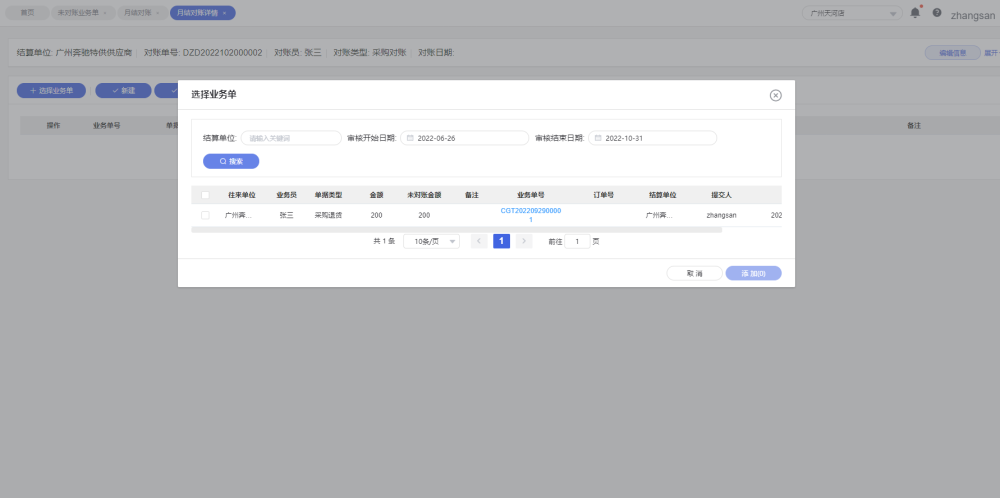 首页 未对账业务单 × 月结对账 × 月结对账详情 × 广州天河店 zhangsan
结算单位: 广州奔驰特供供应商 对账单号: DZD2022102000002 对账员: 张三 对账类型: 采购对账 对账日期: 编辑信息 展开
+ 选择业务单 新建
操作 业务单号 单据 备注
选择业务单
结算单位: 请输入关键词 审核开始日期: 2022-06-26 审核结束日期: 2022-10-31
搜索
往来单位 业务员 单据类型 金额 未对账金额 备注 业务单号 订单号 结算单位 提交人
广州奔... 张三 采购退货 200 200 CGT202209290000 广州奔... zhangsan 202
1
共 1 条 10条/页 < 1 > 前往 1 页
取消 添加(0)